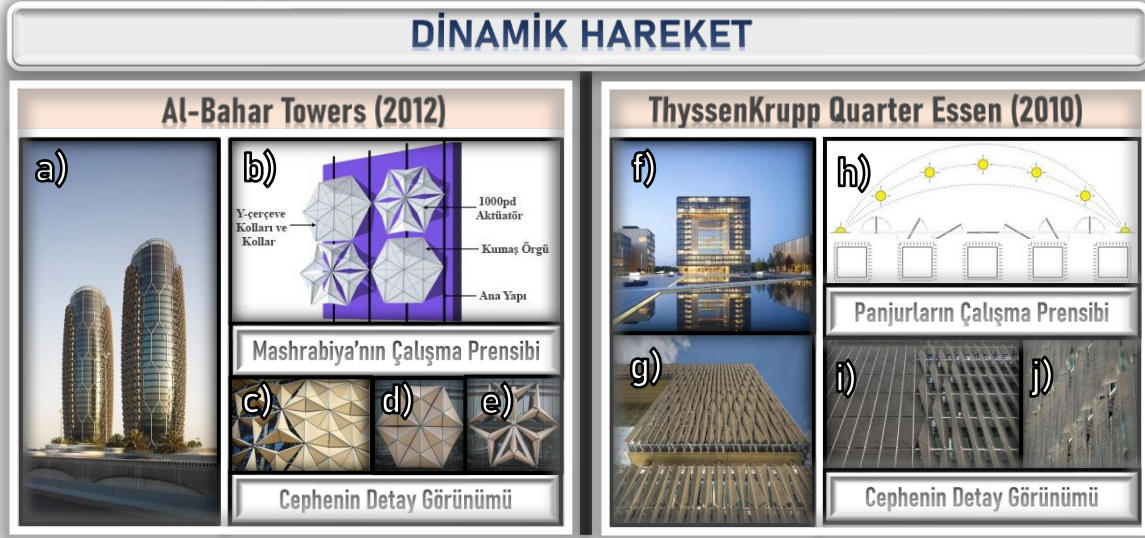 DİNAMİK HAREKET
Al-Bahar Towers (2012)
a)
b)
Y-çerçeve
Kolları ve
Kollar
1000pd
Aktüatör
Kumaş Örgü
Ana Yapı
Mashrabiya'nın Çalışma Prensibi
c)
d)
e)
Cephenin Detay Görünümü
ThyssenKrupp Quarter Essen (2010)
f)
h)
Panjurların Çalışma Prensibi
g)
i)
j)
Cephenin Detay Görünümü